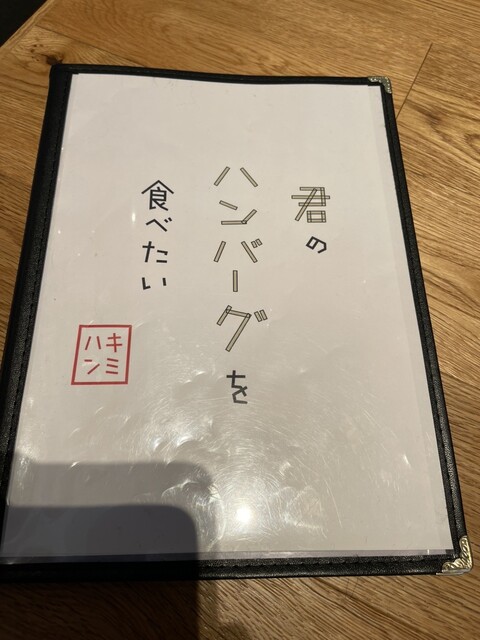 君の
ハンバーグを
食べたい
キミ
ハン